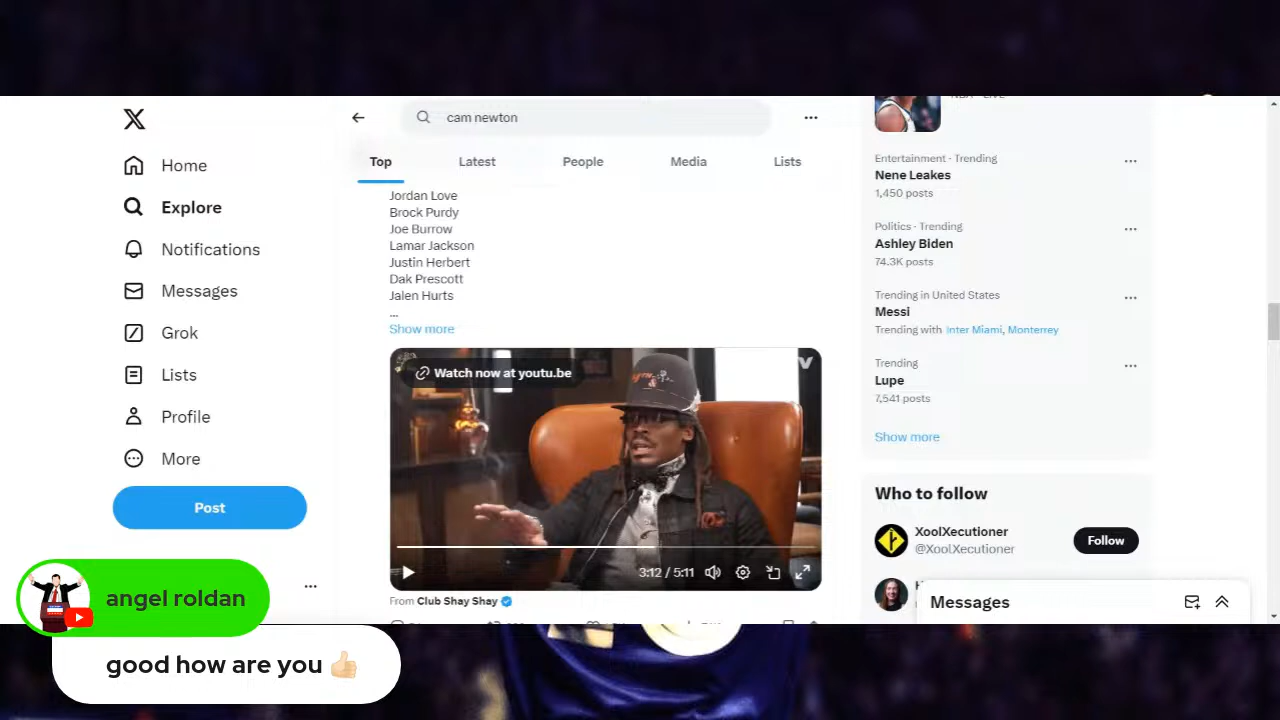 cam newton
Top
Latest
People
Media
Lists
Home
Explore
Notifications
Messages
Grok
Lists
Profile
More
Post
Jordan Love
Brock Purdy
Joe Burrow
Lamar Jackson
Justin Herbert
Dak Prescott
Jalen Hurts
...
Show more
Watch now at youtu.be
3:12 / 5:11
From Club Shay Shay
Entertainment · Trending
Nene Leakes
1,450 posts
Politics · Trending
Ashley Biden
74.3K posts
Trending in United States
Messi
Trending with Inter Miami, Monterrey
Trending
Lupe
7,541 posts
Show more
Who to follow
XoolXecutioner
@XoolXecutioner
Follow
Messages
angel roldan
good how are you 👍🏻